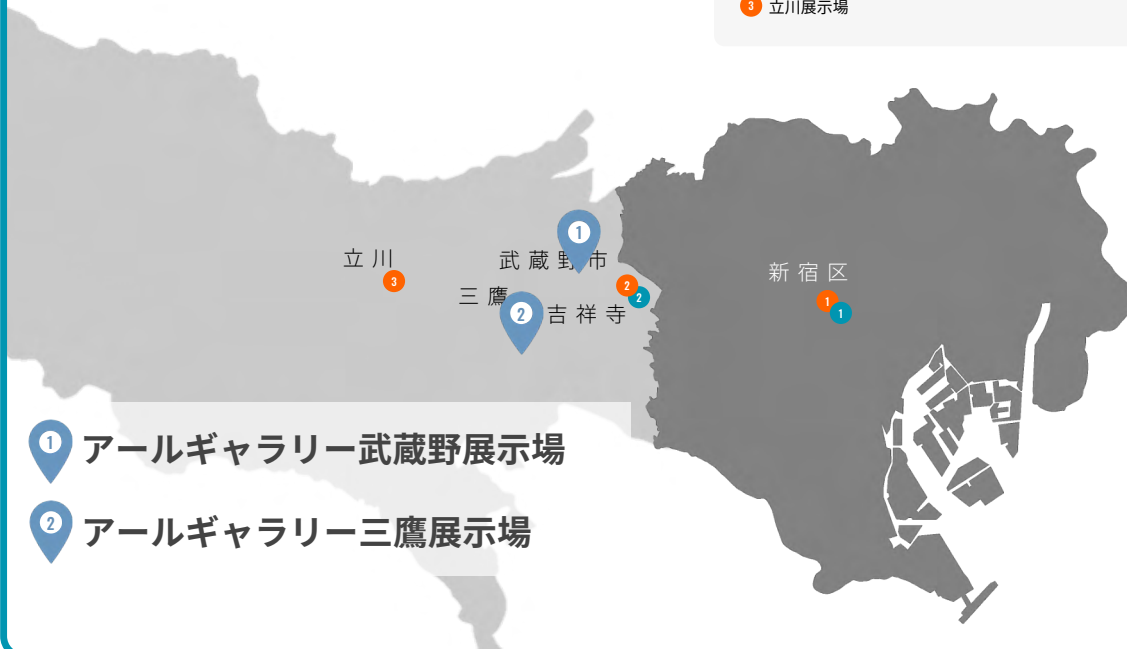 3 立川展示場
1
立川
武蔵野市
新宿区
3
2
2
三鷹
1
1
2
吉祥寺
1 アールギャラリー武蔵野展示場
2 アールギャラリー三鷹展示場